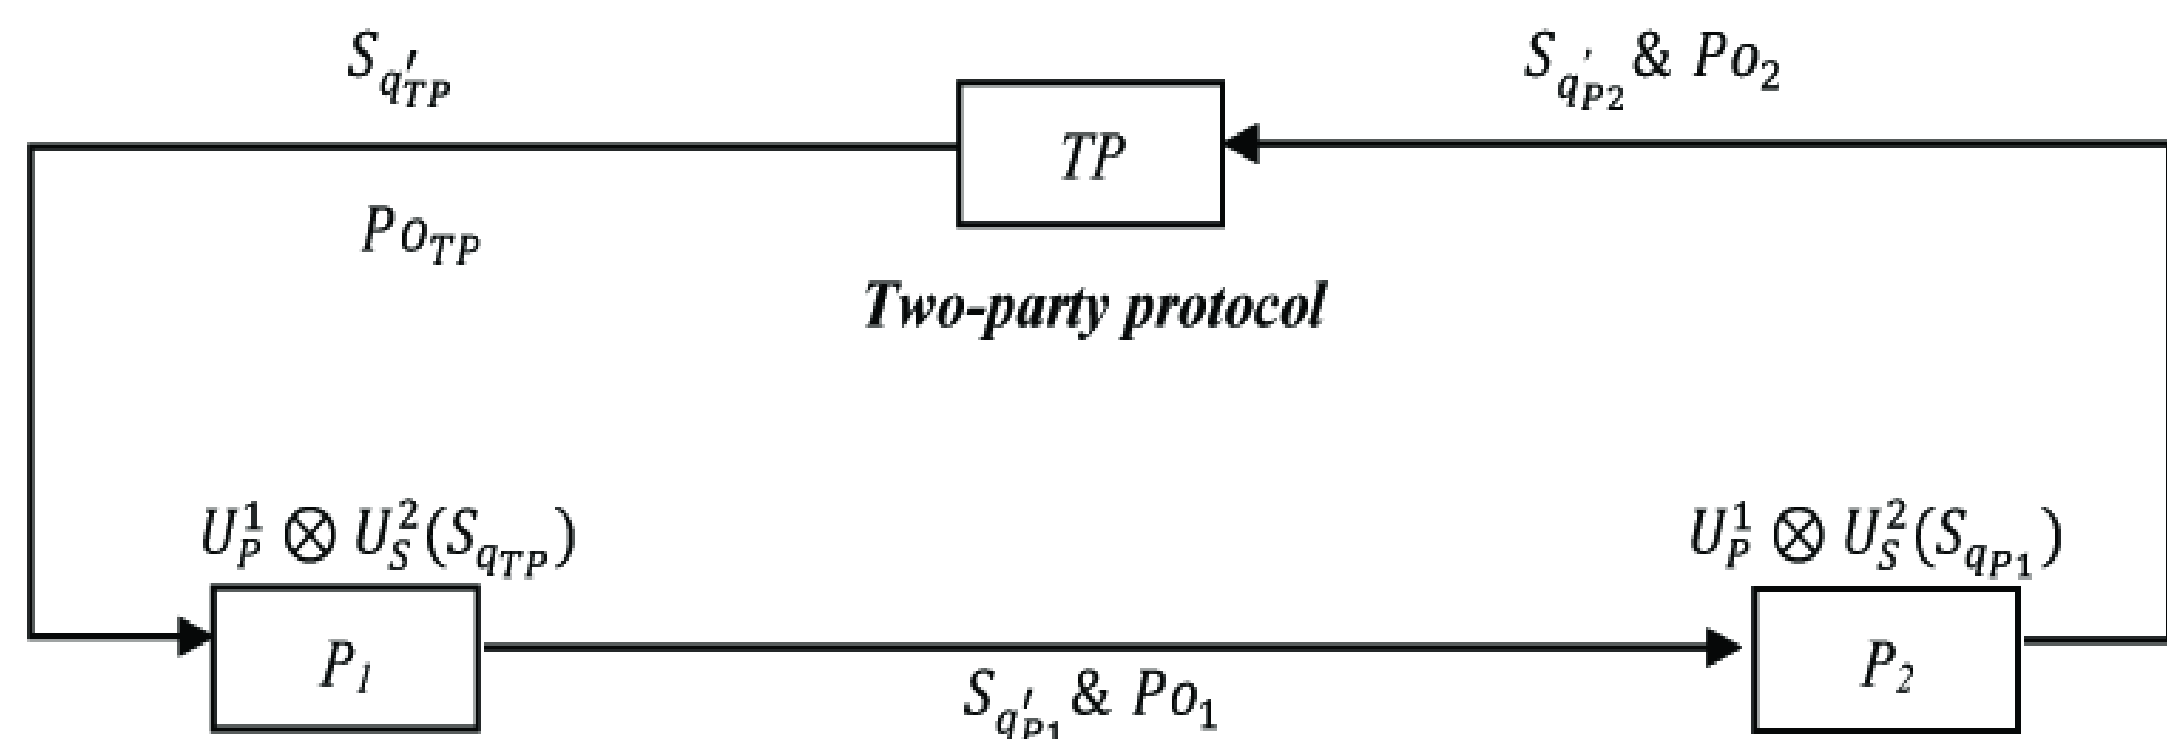 S_{q'_{TP}}
S_{q'_{P2}} & Po_2
TP
Po_{TP}
Two-party protocol
U_P^1 ⊗ U_S^2(S_{q_{TP}})
U_P^1 ⊗ U_S^2(S_{q_{P1}})
P_1
P_2
S_{q'_{P1}} & Po_1